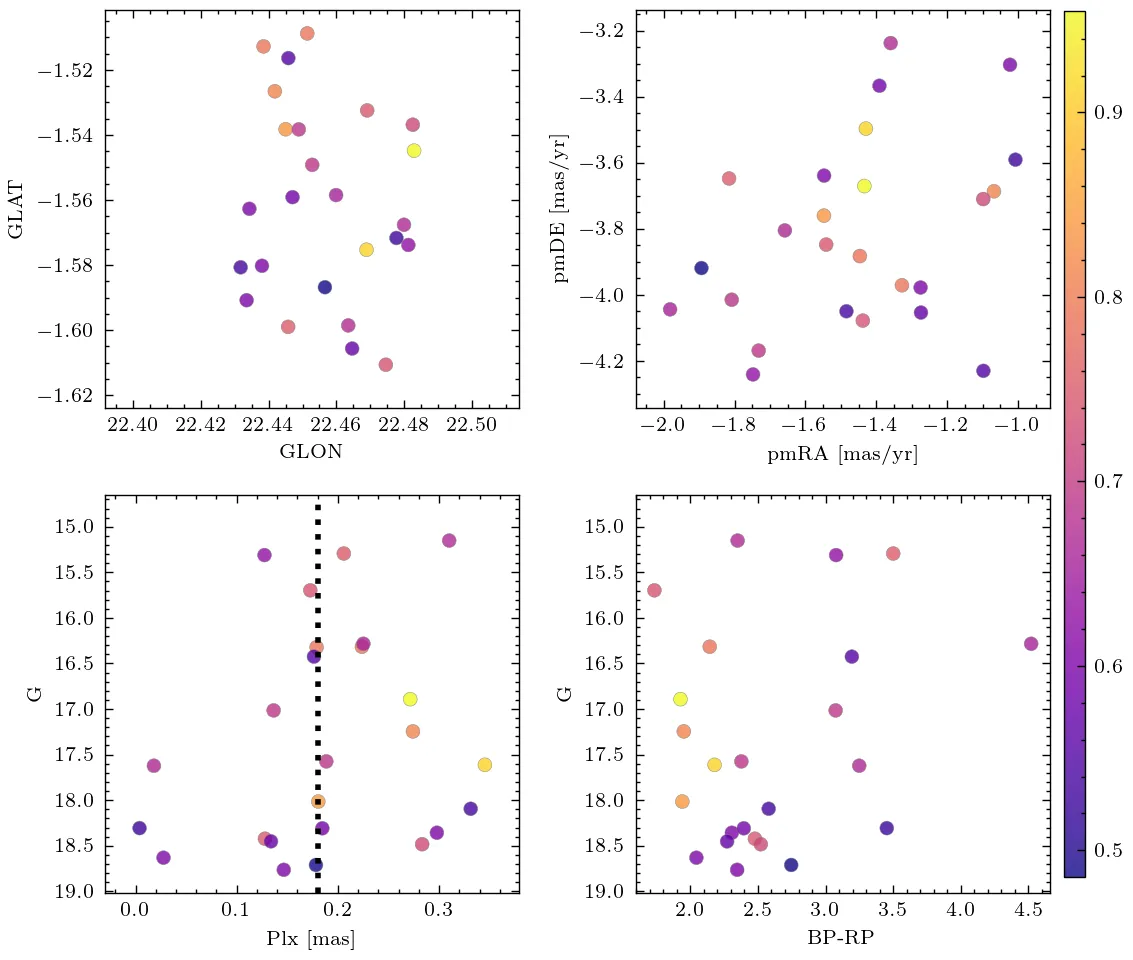 −1.52
−1.54
−1.56
−1.58
−1.60
−1.62
GLAT
22.40 22.42 22.44 22.46 22.48 22.50
GLON
−3.2
−3.4
−3.6
−3.8
−4.0
−4.2
pmDE [mas/yr]
−2.0 −1.8 −1.6 −1.4 −1.2 −1.0
pmRA [mas/yr]
15.0
15.5
16.0
16.5
17.0
17.5
18.0
18.5
19.0
G
0.0 0.1 0.2 0.3
Plx [mas]
15.0
15.5
16.0
16.5
17.0
17.5
18.0
18.5
19.0
G
2.0 2.5 3.0 3.5 4.0 4.5
BP-RP
0.9
0.8
0.7
0.6
0.5